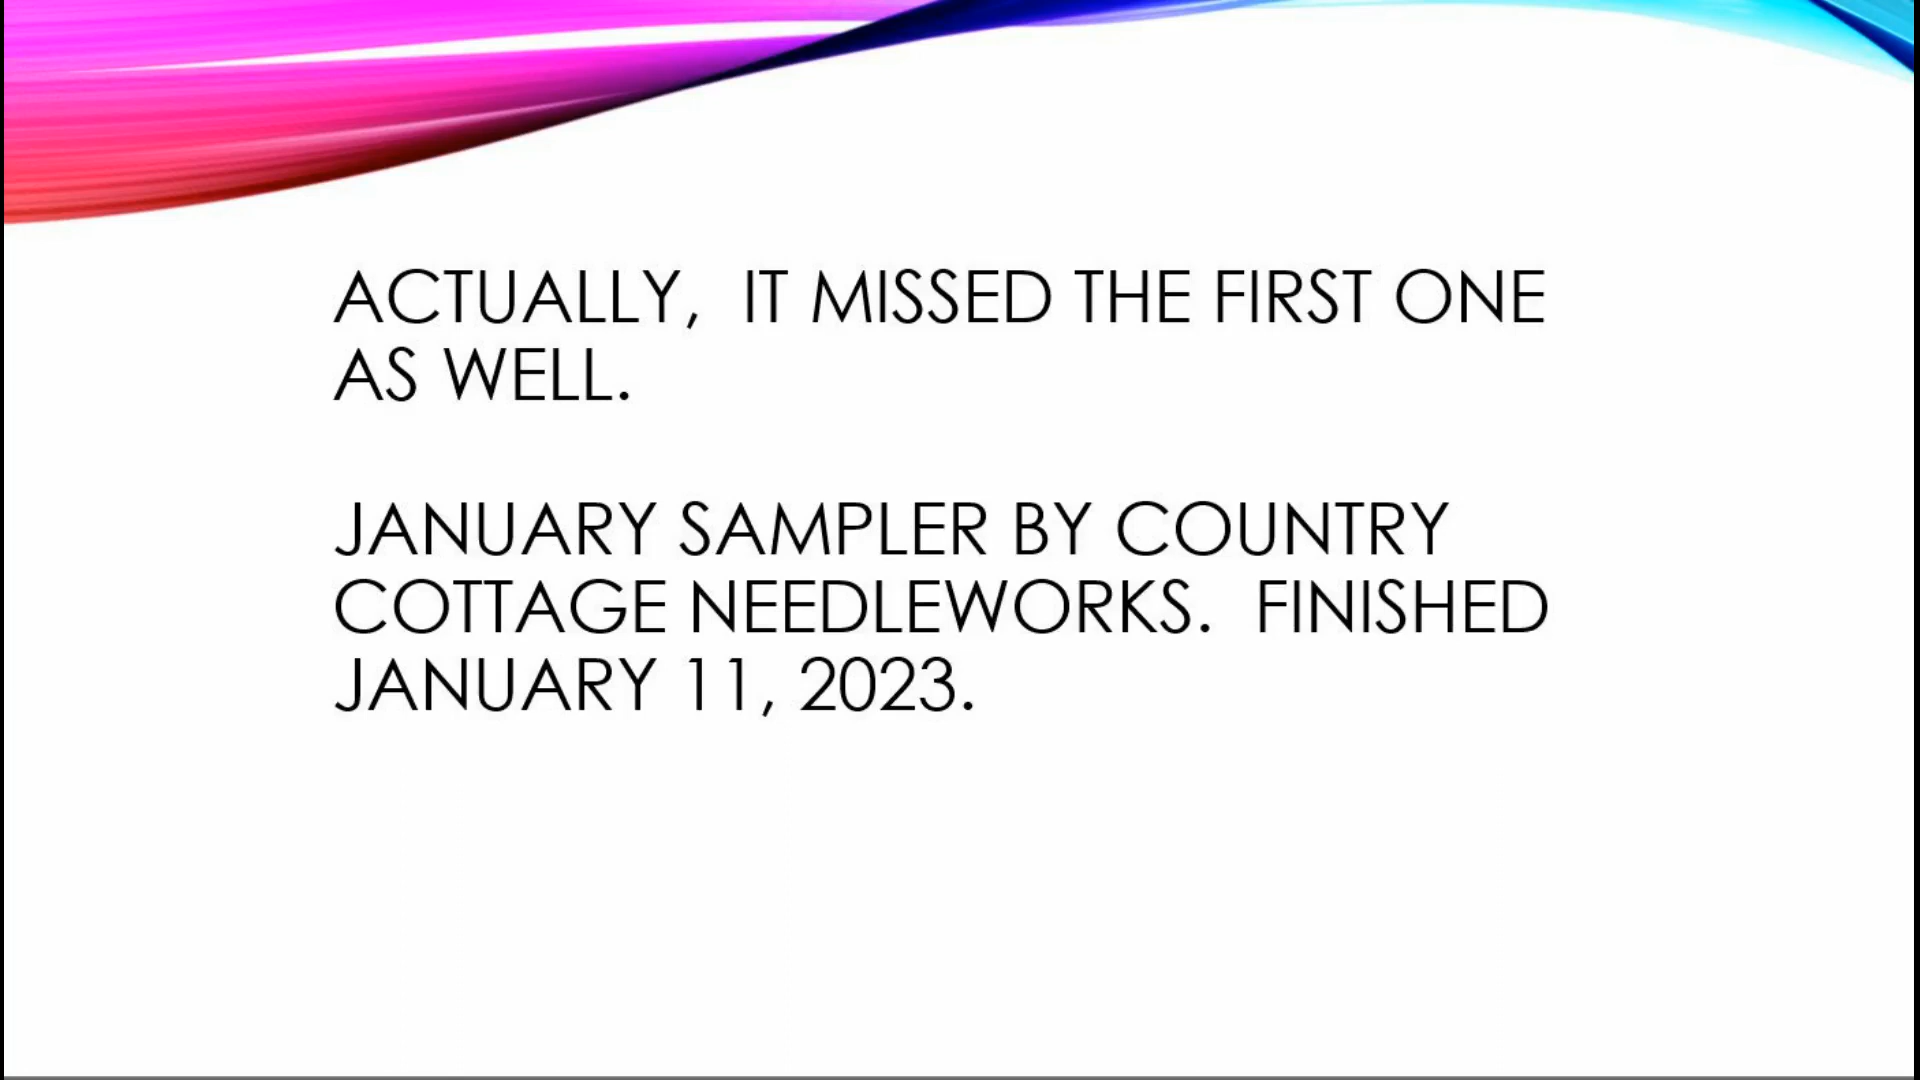 ACTUALLY,  IT MISSED THE FIRST ONE
AS WELL.
JANUARY SAMPLER BY COUNTRY
COTTAGE NEEDLEWORKS.  FINISHED
JANUARY 11, 2023.